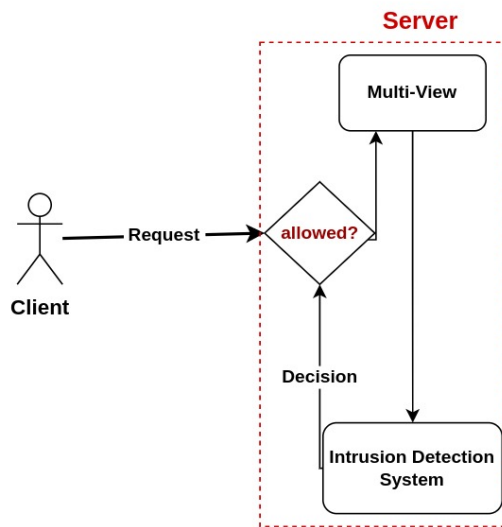 Server
Multi-View
allowed?
Request
Client
Decision
Intrusion Detection
System